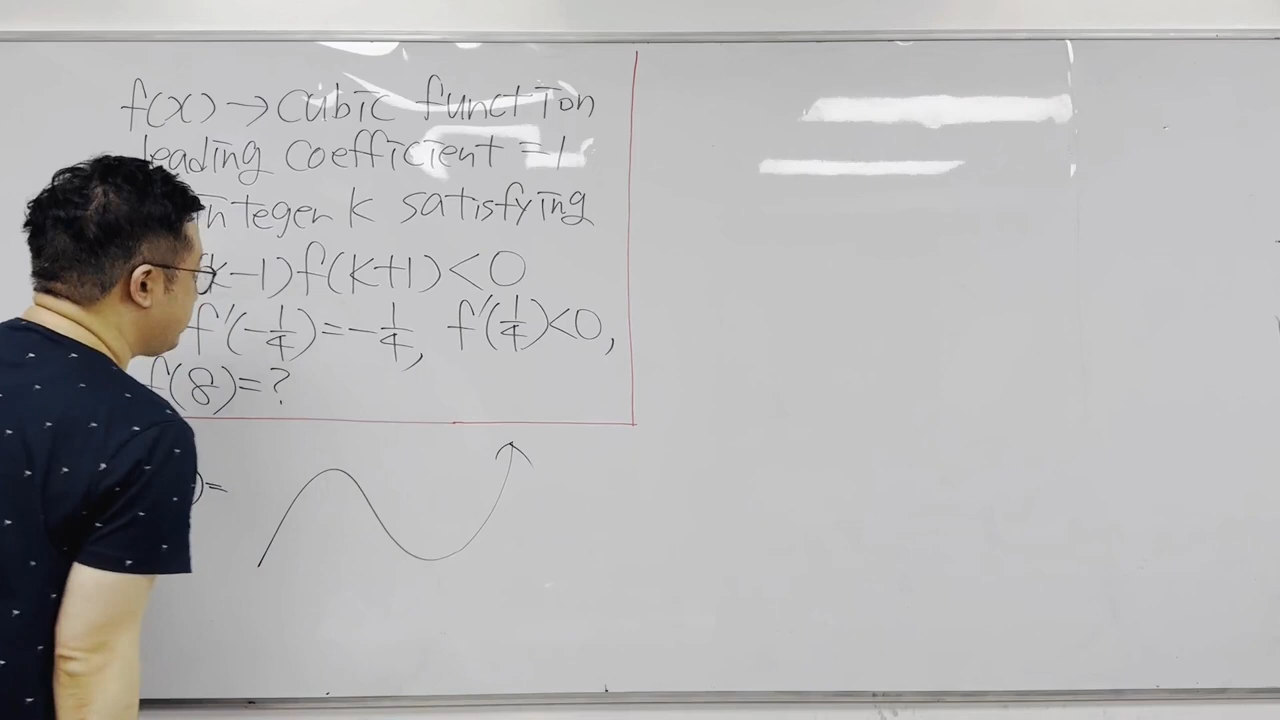 f(x) → cubic function
leading coefficient = 1
integer k satisfying
(k-1)f(k+1)<0
f'(-1/4)=-1/4, f'(1/4)<0,
f(8)=?
)=